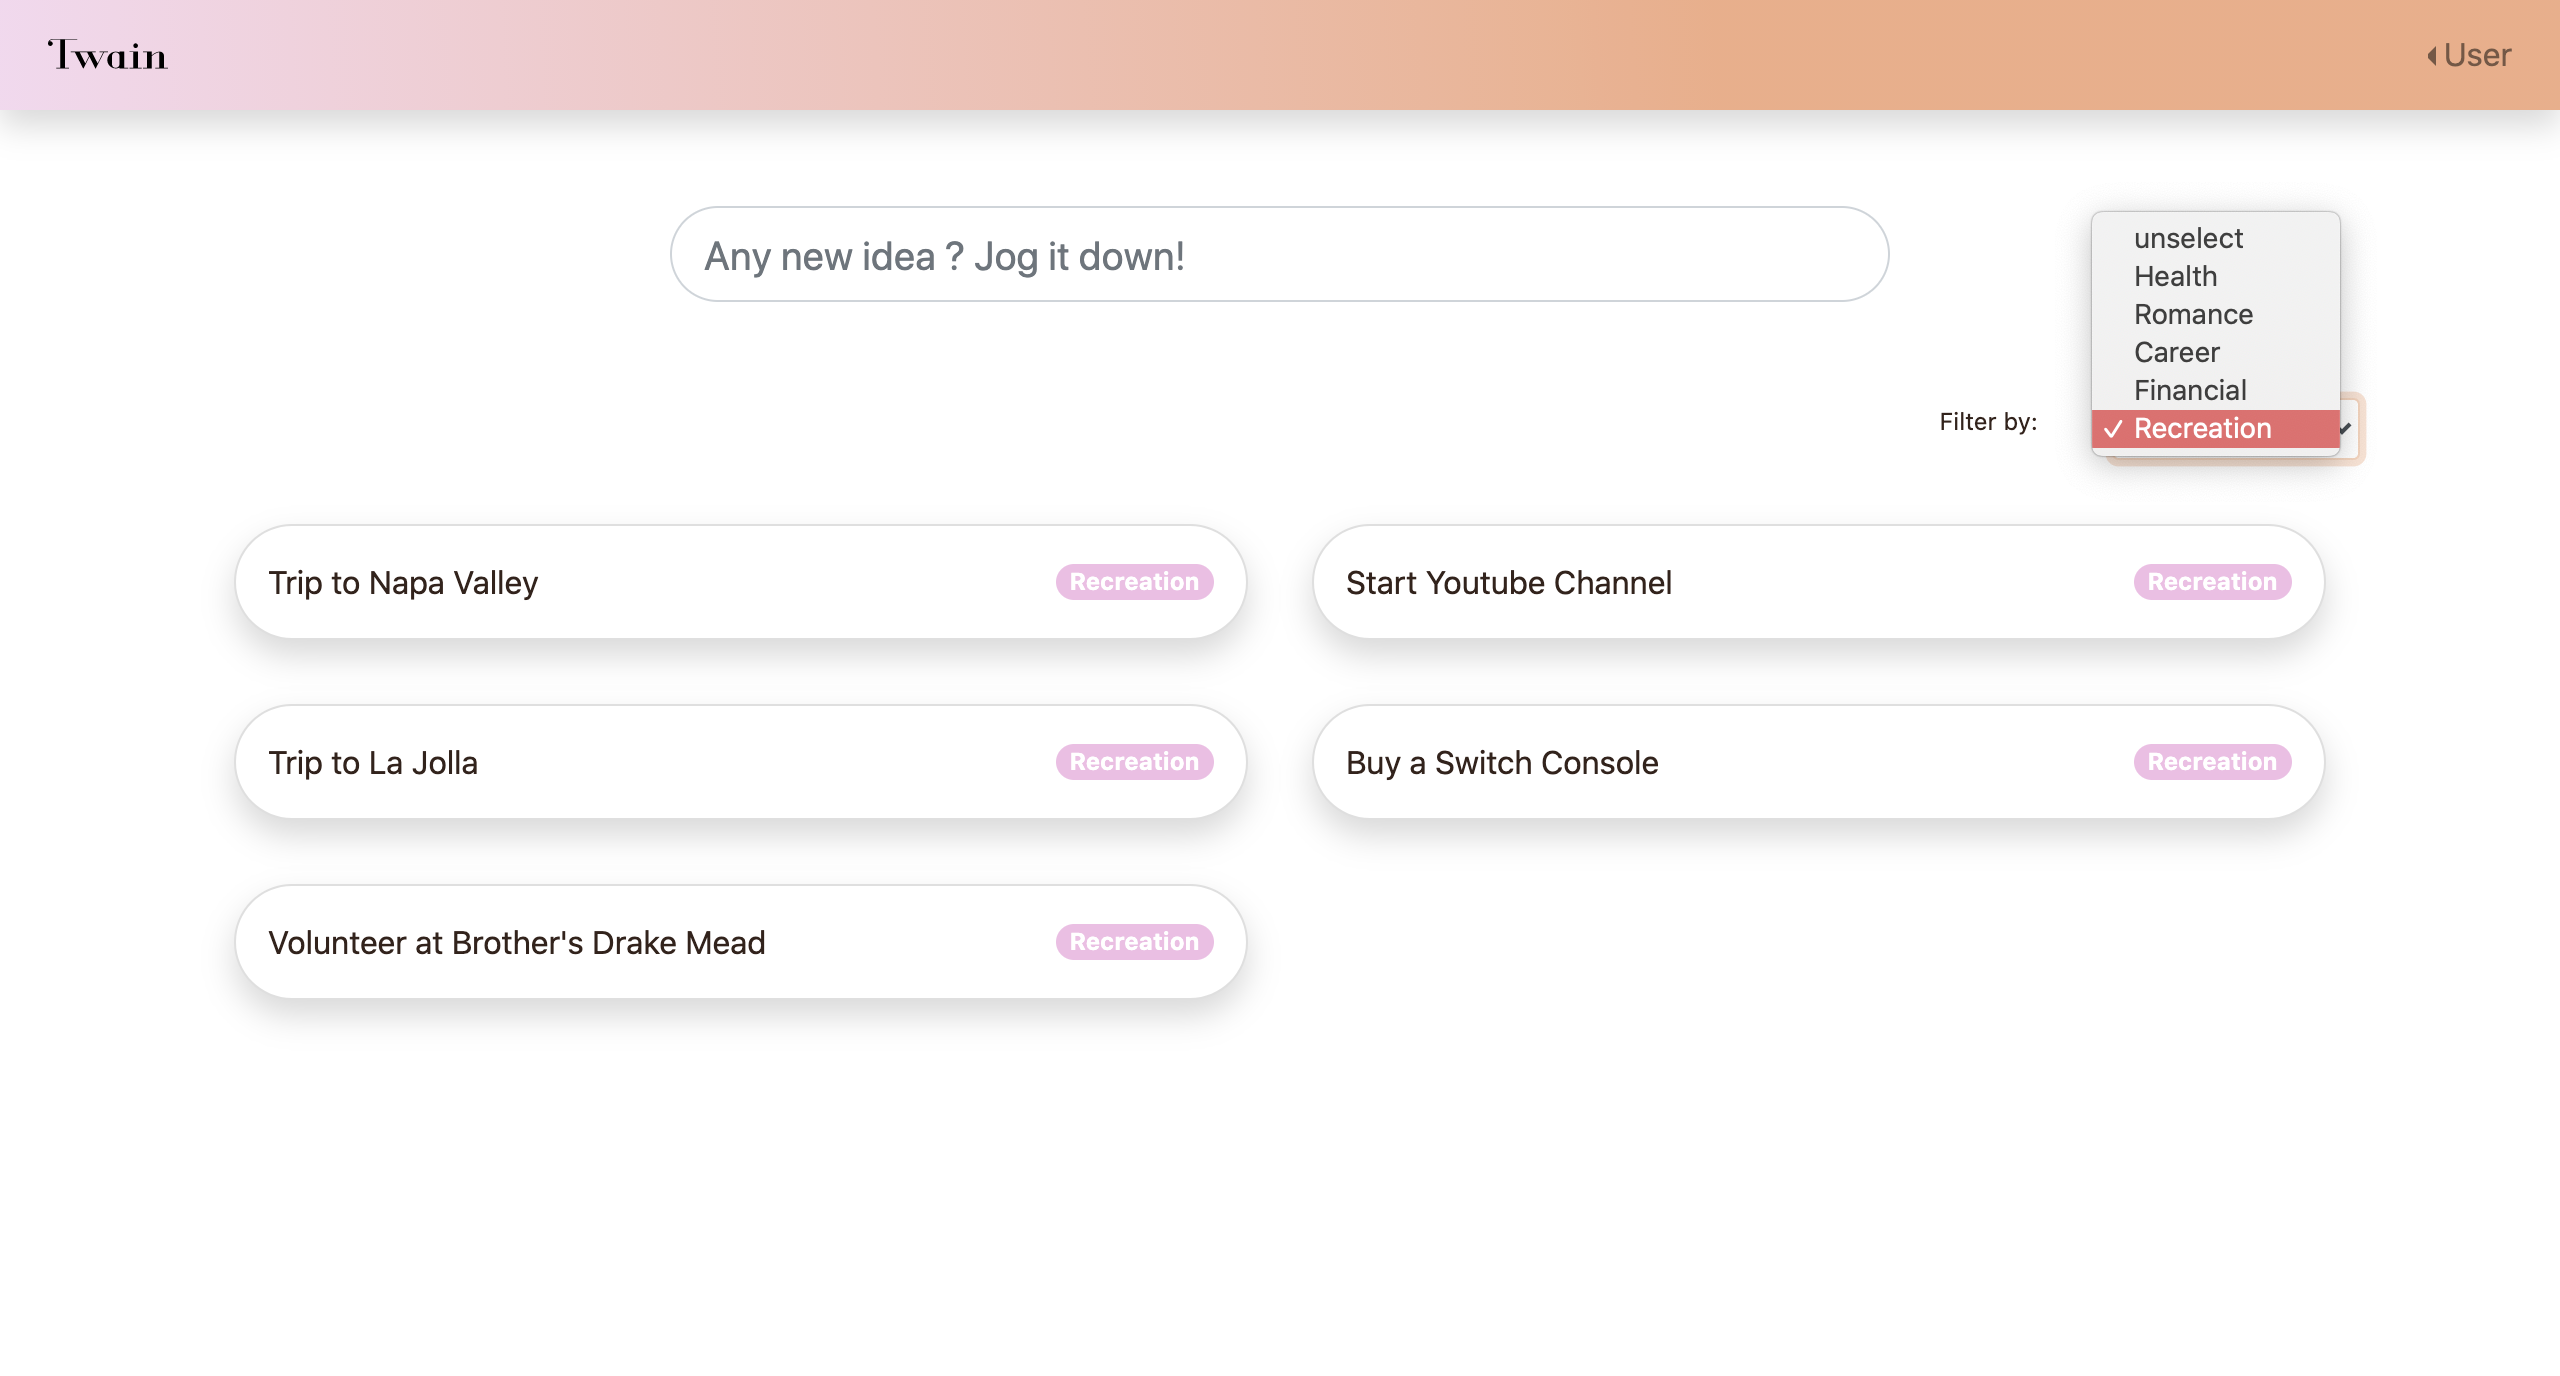 Twain
User
Any new idea ? Jog it down!
unselect
Health
Romance
Career
Financial
Filter by:
Recreation
Trip to Napa Valley
Recreation
Start Youtube Channel
Recreation
Trip to La Jolla
Recreation
Buy a Switch Console
Recreation
Volunteer at Brother's Drake Mead
Recreation